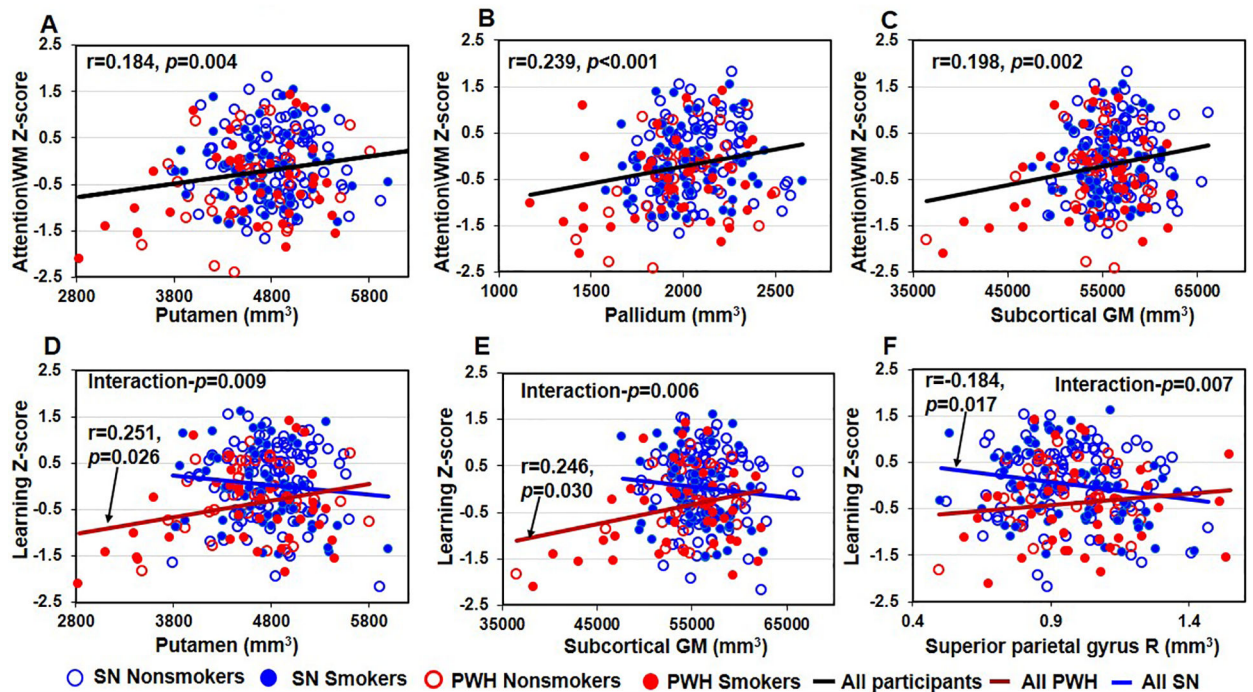 A
r=0.184, p=0.004
Attention\WM Z-score
2.5
1.5
0.5
-0.5
-1.5
-2.5
2800 3800 4800 5800
Putamen (mm³)
B
r=0.239, p<0.001
Attention\WM Z-score
2.5
1.5
0.5
-0.5
-1.5
-2.5
1000 1500 2000 2500
Pallidum (mm³)
C
r=0.198, p=0.002
Attention\WM Z-score
2.5
1.5
0.5
-0.5
-1.5
-2.5
35000 45000 55000 65000
Subcortical GM (mm³)
D
Interaction-p=0.009
r=0.251,
p=0.026
Learning Z-score
2.5
1.5
0.5
-0.5
-1.5
-2.5
2800 3800 4800 5800
Putamen (mm³)
E
Interaction-p=0.006
r=0.246,
p=0.030
Learning Z-score
2.5
1.5
0.5
-0.5
-1.5
-2.5
35000 45000 55000 65000
Subcortical GM (mm³)
F
r=-0.184,
p=0.017
Interaction-p=0.007
Learning Z-score
2.5
1.5
0.5
-0.5
-1.5
-2.5
0.4 0.9 1.4
Superior parietal gyrus R (mm³)
SN Nonsmokers SN Smokers PWH Nonsmokers PWH Smokers All participants All PWH All SN